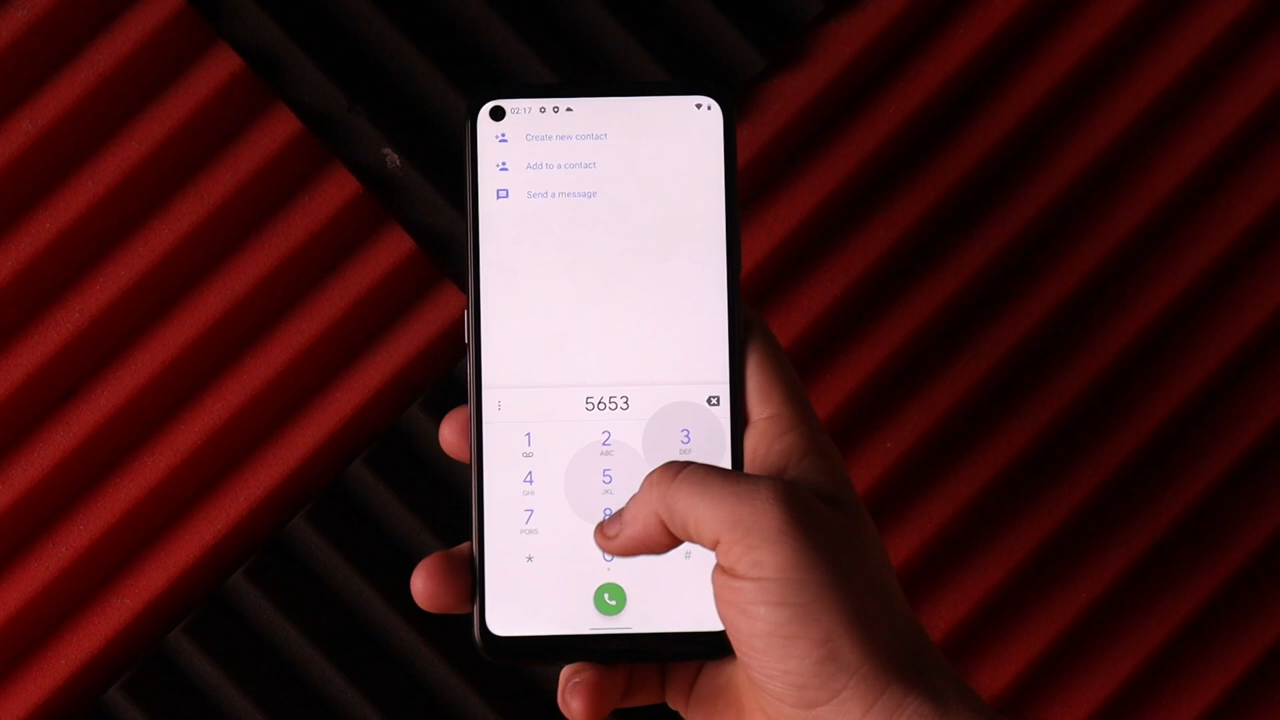 02:17
Create new contact
Add to a contact
Send a message
5653
1 2 3
ABC DEF
4 5
GHI JKL
7 8
PQRS
* #